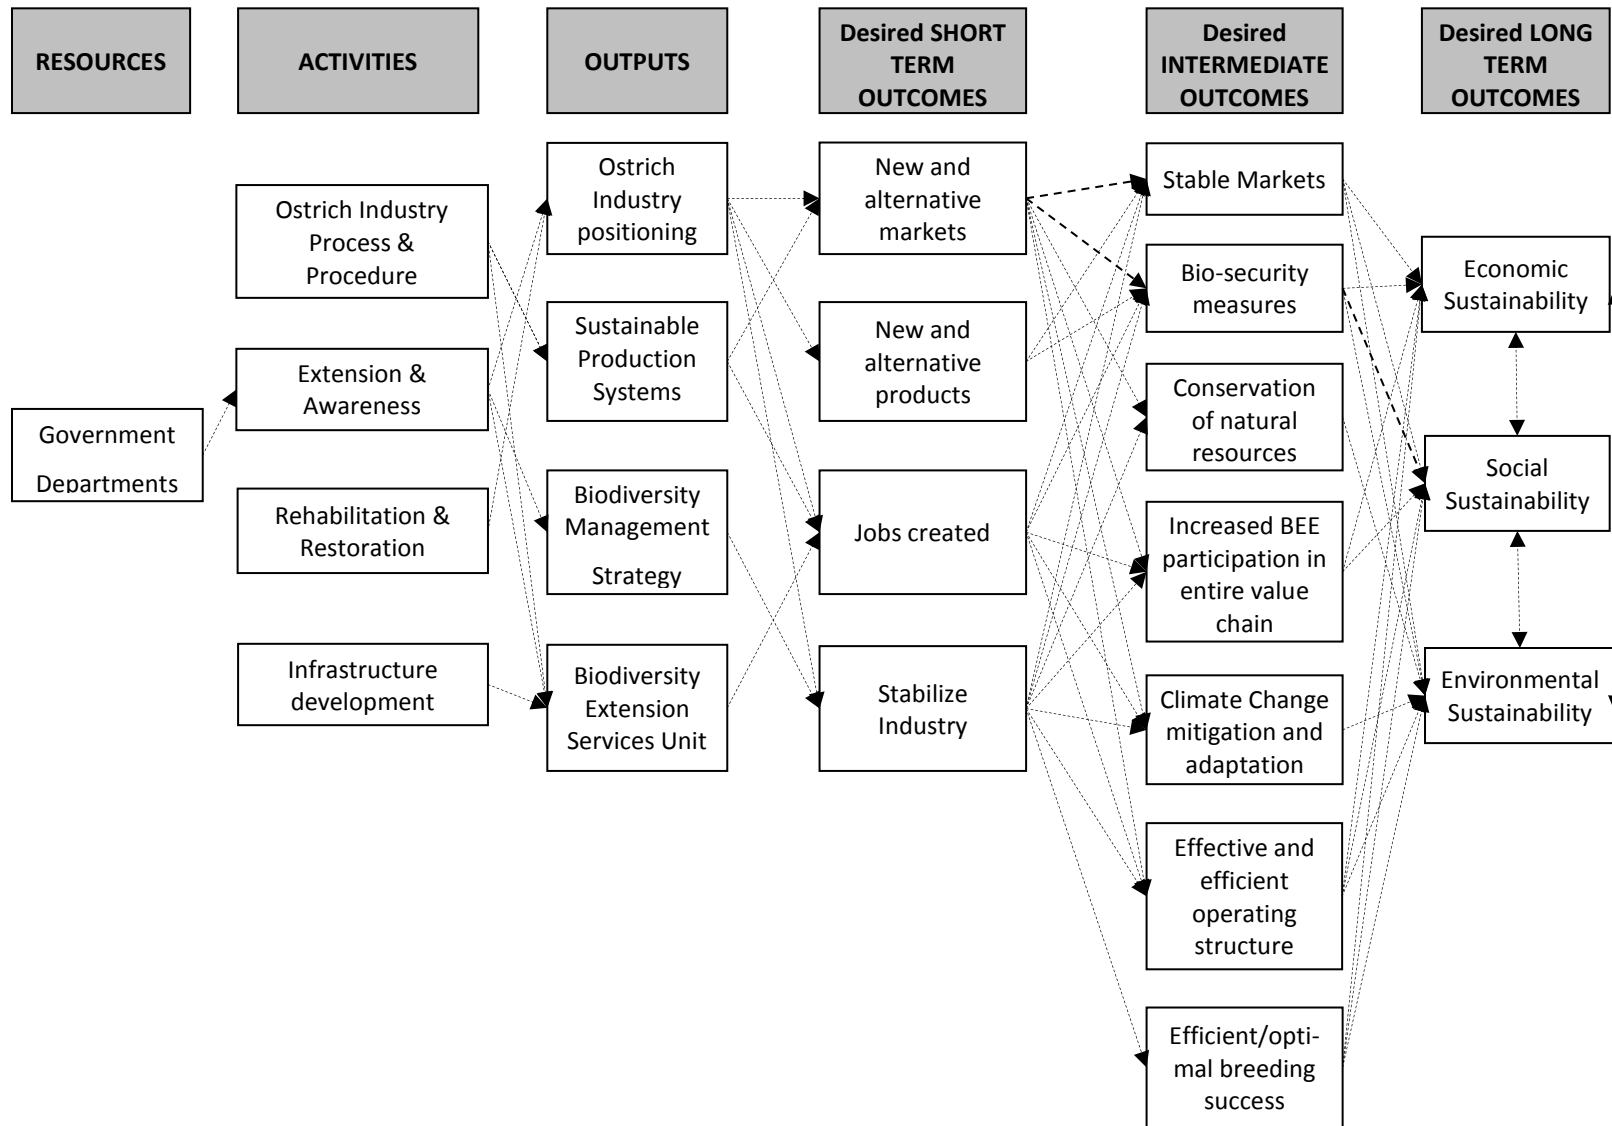 RESOURCES
ACTIVITIES
OUTPUTS
Desired SHORT
TERM
OUTCOMES
Desired
INTERMEDIATE
OUTCOMES
Desired LONG
TERM
OUTCOMES
Government
Departments
Ostrich Industry
Process &
Procedure
Extension &
Awareness
Rehabilitation &
Restoration
Infrastructure
development
Ostrich
Industry
positioning
Sustainable
Production
Systems
Biodiversity
Management
Strategy
Biodiversity
Extension
Services Unit
New and
alternative
markets
New and
alternative
products
Jobs created
Stabilize
Industry
Stable Markets
Bio-security
measures
Conservation
of natural
resources
Increased BEE
participation in
entire value
chain
Climate Change
mitigation and
adaptation
Effective and
efficient
operating
structure
Efficient/opti-
mal breeding
success
Economic
Sustainability
Social
Sustainability
Environmental
Sustainability